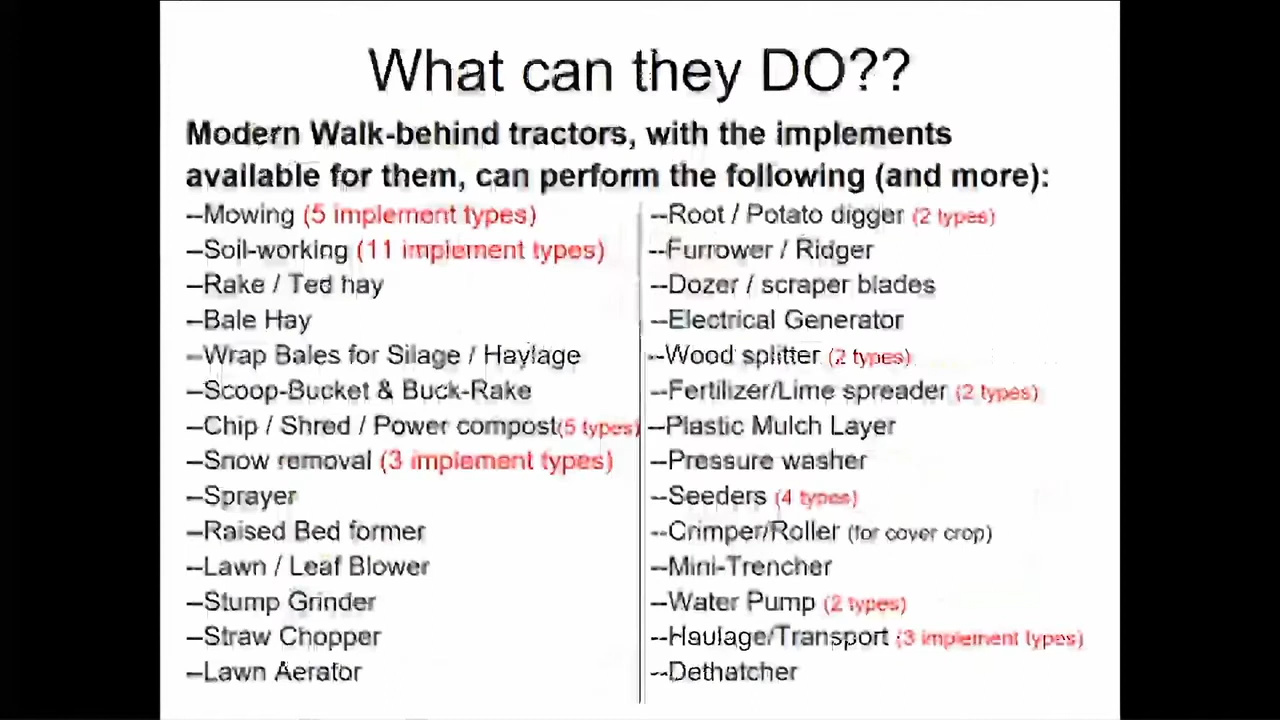 What can they DO??
Modern Walk-behind tractors, with the implements
available for them, can perform the following (and more):
--Mowing (5 implement types)
--Soil-working (11 implement types)
--Rake / Ted hay
--Bale Hay
--Wrap Bales for Silage / Haylage
--Scoop-Bucket & Buck-Rake
--Chip / Shred / Power compost(5 types)
--Snow removal (3 implement types)
--Sprayer
--Raised Bed former
--Lawn / Leaf Blower
--Stump Grinder
--Straw Chopper
--Lawn Aerator
--Root / Potato digger (2 types)
--Furrower / Ridger
--Dozer / scraper blades
--Electrical Generator
--Wood splitter (2 types)
--Fertilizer/Lime spreader (2 types)
--Plastic Mulch Layer
--Pressure washer
--Seeders (4 types)
--Crimper/Roller (for cover crop)
--Mini-Trencher
--Water Pump (2 types)
--Haulage/Transport (3 implement types)
--Dethatcher